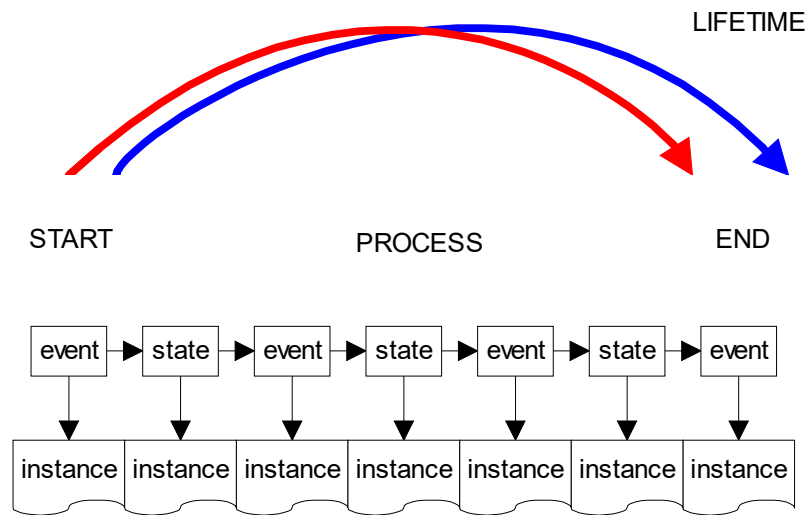 LIFETIME
START PROCESS END
event state event state event state event
instance instance instance instance instance instance instance